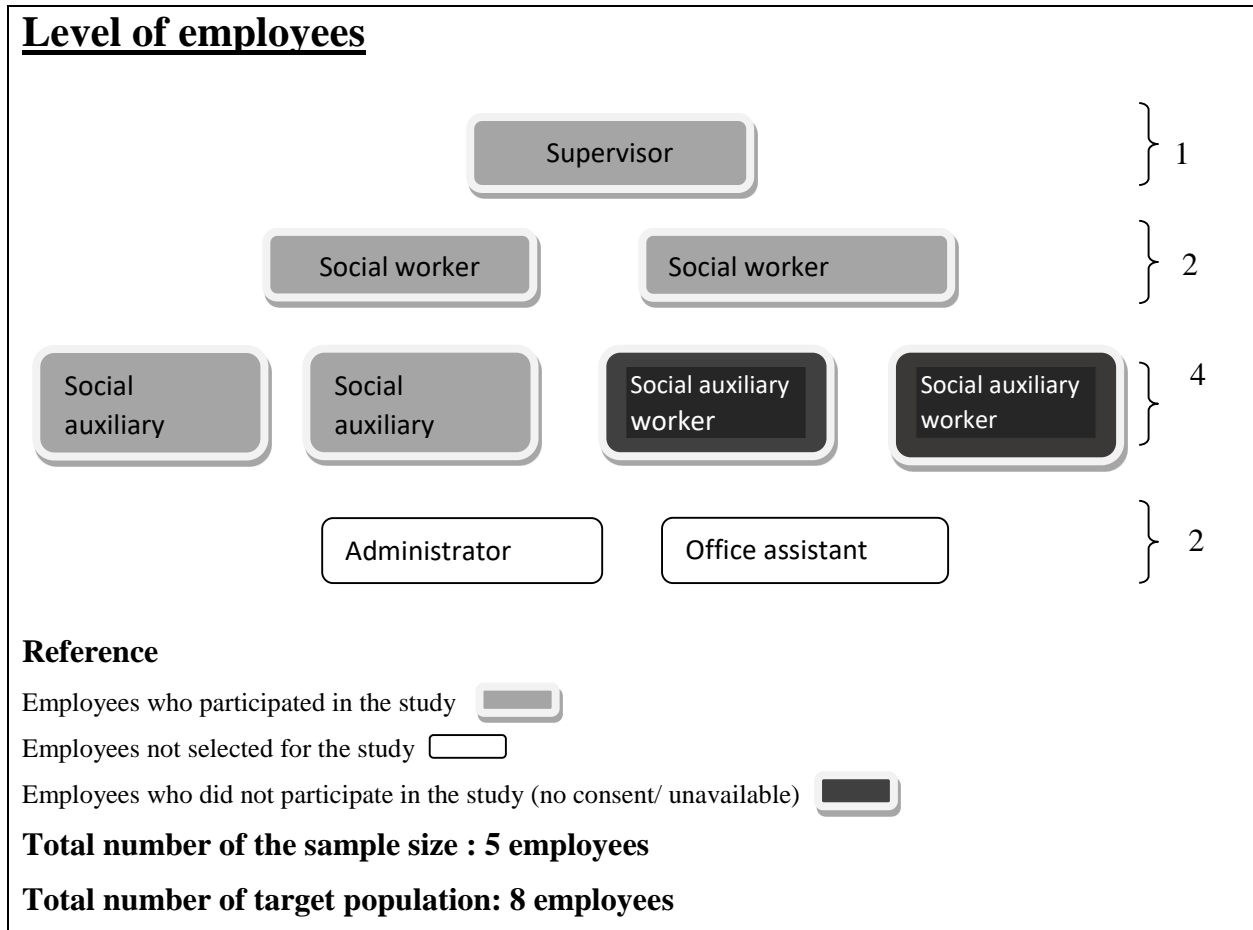 Level of employees
Supervisor
1
Social worker
Social worker
2
Social
auxiliary
Social
auxiliary
Social auxiliary
worker
Social auxiliary
worker
4
Administrator
Office assistant
2
Reference
Employees who participated in the study
Employees not selected for the study
Employees who did not participate in the study (no consent/ unavailable)
Total number of the sample size : 5 employees
Total number of target population: 8 employees